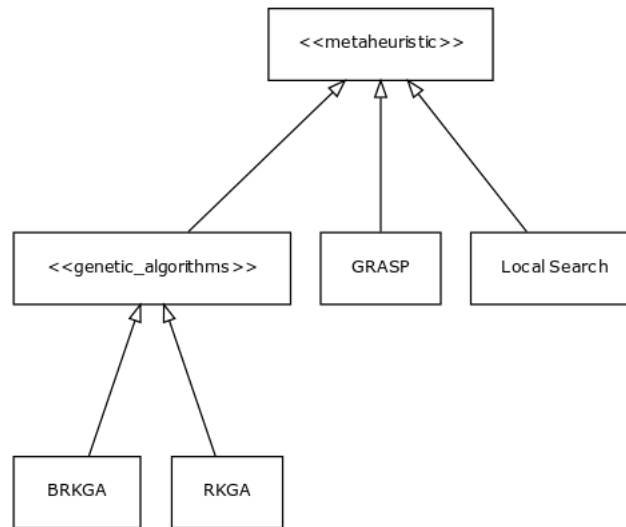 <<metaheuristic>>
<<genetic_algorithms>>
GRASP
Local Search
BRKGA
RKGA